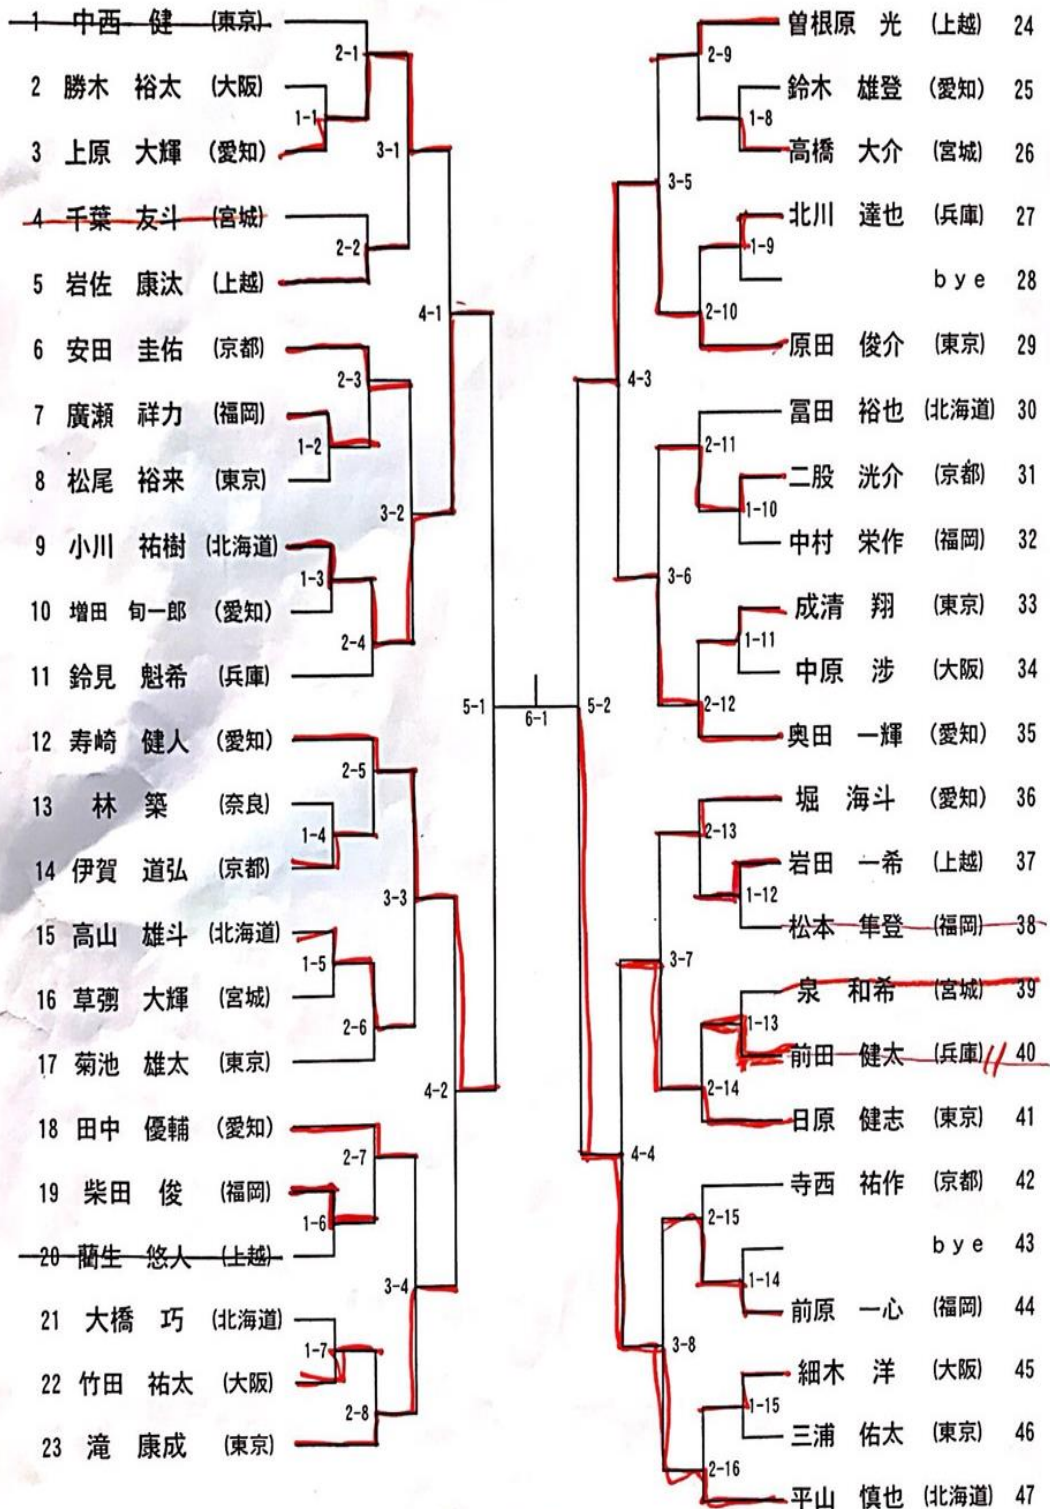 1 中西 健 (東京)
2 勝木 裕太 (大阪)
3 上原 大輝 (愛知)
4 千葉 友斗 (宮城)
5 岩佐 康汰 (上越)
6 安田 圭佑 (京都)
7 廣瀬 祥力 (福岡)
8 松尾 裕来 (東京)
9 小川 祐樹 (北海道)
10 増田 旬一郎 (愛知)
11 鈴見 魁希 (兵庫)
12 寿崎 健人 (愛知)
13 林 築 (奈良)
14 伊賀 道弘 (京都)
15 高山 雄斗 (北海道)
16 草彅 大輝 (宮城)
17 菊池 雄太 (東京)
18 田中 優輔 (愛知)
19 柴田 俊 (福岡)
20 藺生 悠人 (上越)
21 大橋 巧 (北海道)
22 竹田 祐太 (大阪)
23 滝 康成 (東京)
1-1
1-2
1-3
1-4
1-5
1-6
1-7
2-1
2-2
2-3
2-4
2-5
2-6
2-7
2-8
3-1
3-2
3-3
3-4
4-1
4-2
5-1
6-1
5-2
4-3
4-4
3-5
3-6
3-7
3-8
2-9
2-10
2-11
2-12
2-13
2-14
2-15
2-16
1-8
1-9
1-10
1-11
1-12
1-13
1-14
1-15
曽根原 光 (上越) 24
鈴木 雄登 (愛知) 25
高橋 大介 (宮城) 26
北川 達也 (兵庫) 27
bye 28
原田 俊介 (東京) 29
冨田 裕也 (北海道) 30
二股 洸介 (京都) 31
中村 栄作 (福岡) 32
成清 翔 (東京) 33
中原 渉 (大阪) 34
奥田 一輝 (愛知) 35
堀 海斗 (愛知) 36
岩田 一希 (上越) 37
松本 隼登 (福岡) 38
泉 和希 (宮城) 39
前田 健太 (兵庫) 40
日原 健志 (東京) 41
寺西 祐作 (京都) 42
bye 43
前原 一心 (福岡) 44
細木 洋 (大阪) 45
三浦 佑太 (東京) 46
平山 慎也 (北海道) 47